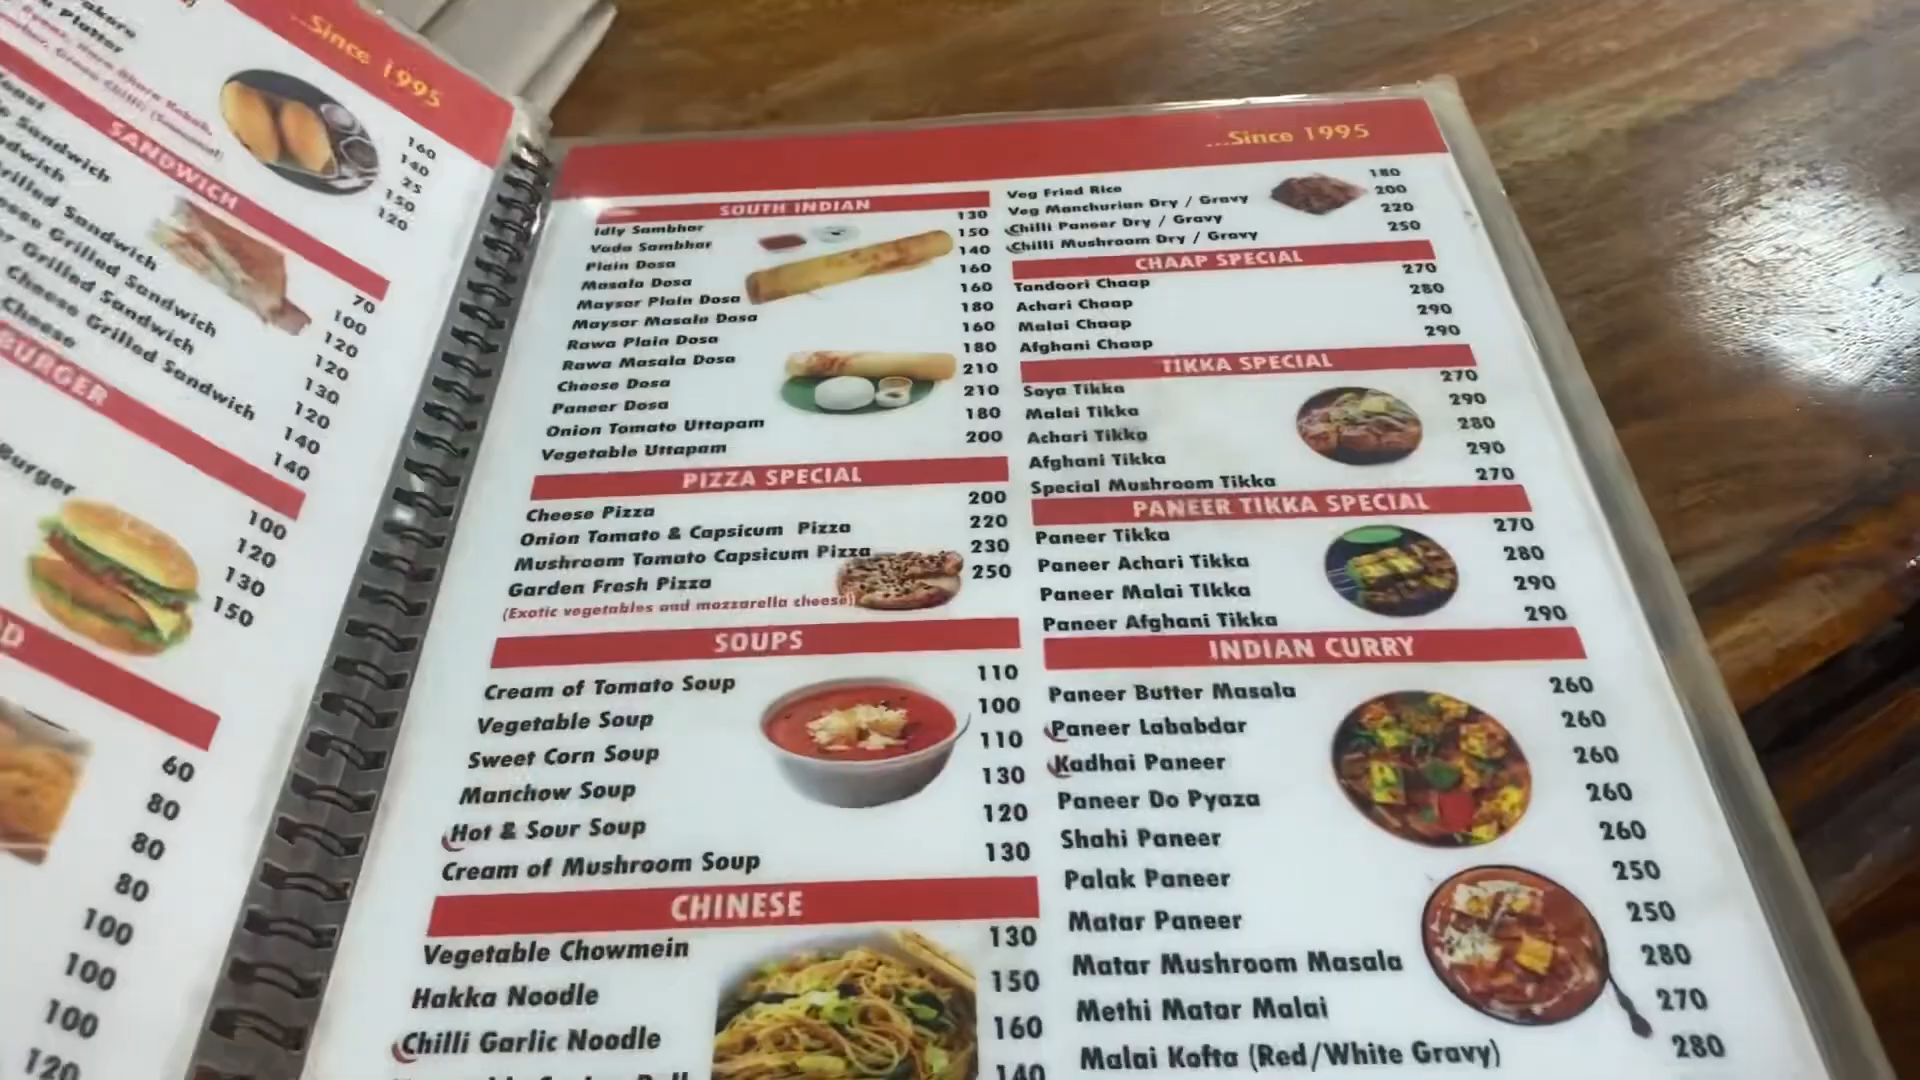 ...Since 1995
Platter
160
140
25
150
120
SANDWICH
Sandwich
Grilled Sandwich
Grilled Sandwich
Grilled Sandwich
Cheese Grilled Sandwich
Cheese
70
100
120
120
130
120
140
140
BURGER
Burger
100
120
130
150
60
80
80
80
100
100
100
120
...Since 1995
SOUTH INDIAN
Idly Sambhar 130
Vada Sambhar 150
Plain Dosa 140
Masala Dosa 160
Maysor Plain Dosa 160
Maysor Masala Dosa 180
Rawa Plain Dosa 160
Rawa Masala Dosa 180
Cheese Dosa 210
Paneer Dosa 210
Onion Tomato Uttapam 180
Vegetable Uttapam 200
PIZZA SPECIAL
Cheese Pizza 200
Onion Tomato & Capsicum Pizza 220
Mushroom Tomato Capsicum Pizza 230
Garden Fresh Pizza 250
(Exotic vegetables and mozzarella cheese)
SOUPS
Cream of Tomato Soup 110
Vegetable Soup 100
Sweet Corn Soup 110
Manchow Soup 130
Hot & Sour Soup 120
Cream of Mushroom Soup 130
CHINESE
Vegetable Chowmein 130
Hakka Noodle 150
Chilli Garlic Noodle 160
140
Veg Fried Rice 180
Veg Manchurian Dry / Gravy 200
Chilli Paneer Dry / Gravy 220
Chilli Mushroom Dry / Gravy 250
CHAAP SPECIAL
Tandoori Chaap 270
Achari Chaap 280
Malai Chaap 290
Afghani Chaap 290
TIKKA SPECIAL
Soya Tikka 270
Malai Tikka 290
Achari Tikka 280
Afghani Tikka 290
Special Mushroom Tikka 270
PANEER TIKKA SPECIAL
Paneer Tikka 270
Paneer Achari Tikka 280
Paneer Malai TIkka 290
Paneer Afghani Tikka 290
INDIAN CURRY
Paneer Butter Masala 260
Paneer Lababdar 260
Kadhai Paneer 260
Paneer Do Pyaza 260
Shahi Paneer 260
Palak Paneer 250
Matar Paneer 250
Matar Mushroom Masala 280
Methi Matar Malai 270
Malai Kofta (Red/White Gravy) 280